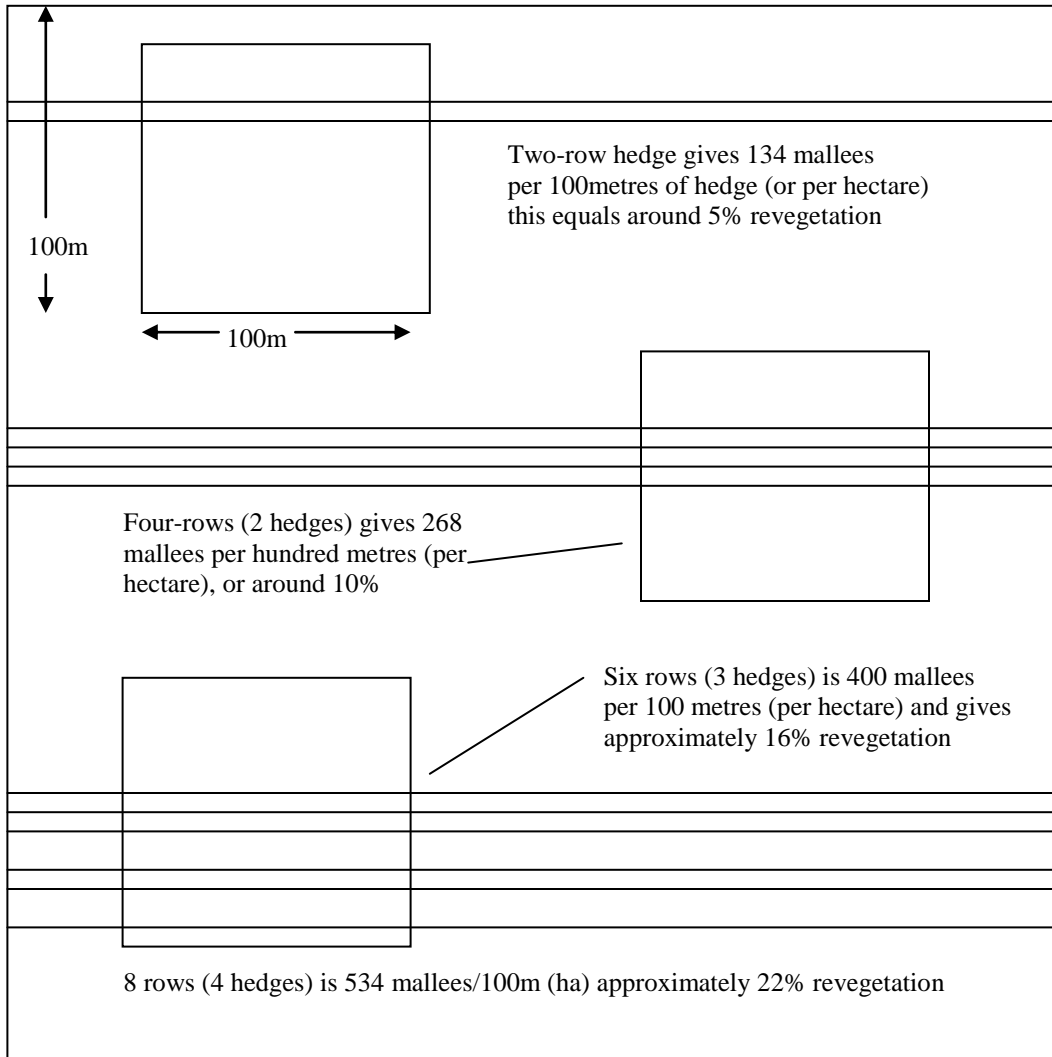 Two-row hedge gives 134 mallees
per 100metres of hedge (or per hectare)
this equals around 5% revegetation
100m
100m
Four-rows (2 hedges) gives 268
mallees per hundred metres (per
hectare), or around 10%
Six rows (3 hedges) is 400 mallees
per 100 metres (per hectare) and gives
approximately 16% revegetation
8 rows (4 hedges) is 534 mallees/100m (ha) approximately 22% revegetation